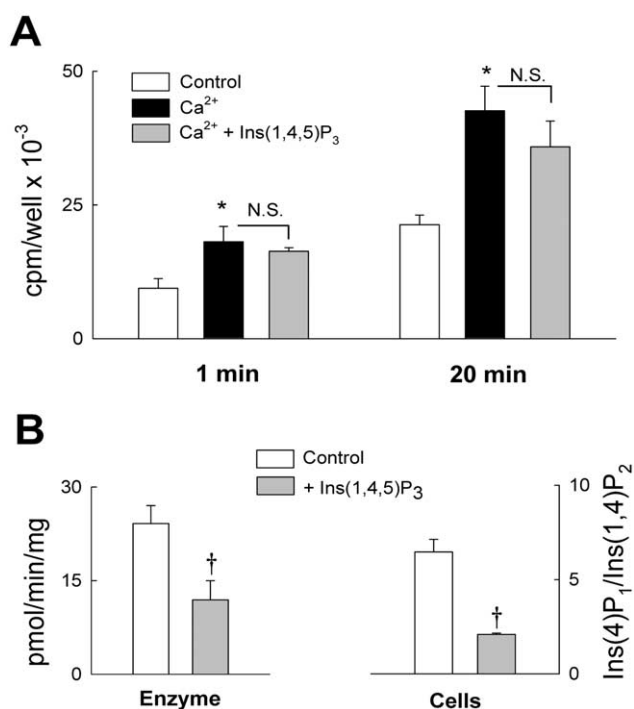 A
50
25
0
cpm/well x 10⁻³
Control
Ca²⁺
Ca²⁺ + Ins(1,4,5)P₃
*
N.S.
*
N.S.
1 min
20 min
B
Control
+ Ins(1,4,5)P₃
30
15
0
pmol/min/mg
†
Enzyme
†
Cells
10
5
0
Ins(4)P₁/Ins(1,4)P₂